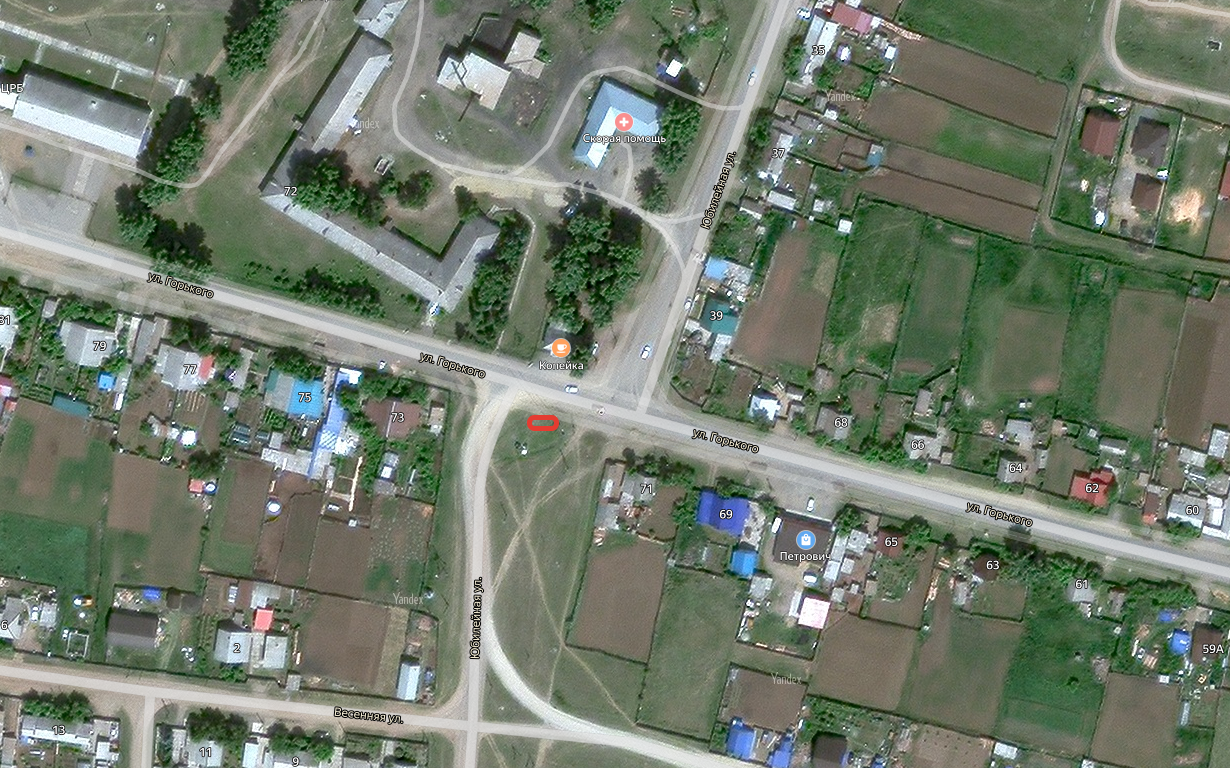 35
ЦРБ
Yandex
Скорая помощь
37
Юбилейная ул.
72
ул. Горького
39
31
79
Копейка
77
ул. Горького
75
73
68
ул. Горького
66
64
71
62
ул. Горького
60
69
65
Петрович
63
61
Yandex
Юбилейная ул.
6
2
59А
Yandex
Весенняя ул.
13
11
9